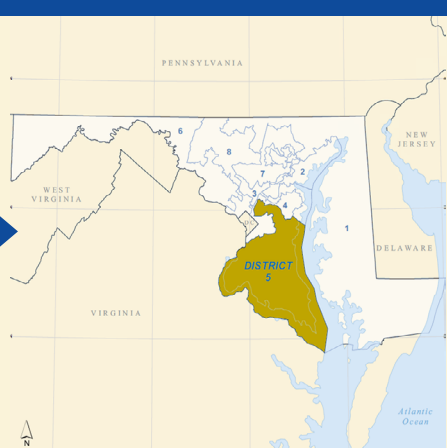 PENNSYLVANIA
6
8
NEW
JERSEY
7
2
WEST
VIRGINIA
3
4
D.C.
1
DELAWARE
DISTRICT
5
VIRGINIA
Atlantic
Ocean
N